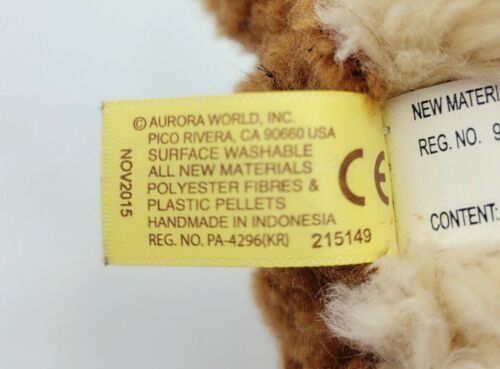 © AURORA WORLD, INC.
PICO RIVERA, CA 90660 USA
SURFACE WASHABLE
ALL NEW MATERIALS
POLYESTER FIBRES &
PLASTIC PELLETS
HANDMADE IN INDONESIA
REG. NO. PA-4296(KR) 215149
NOV2015
CE
NEW MATERI
REG. NO. 9
CONTENT: